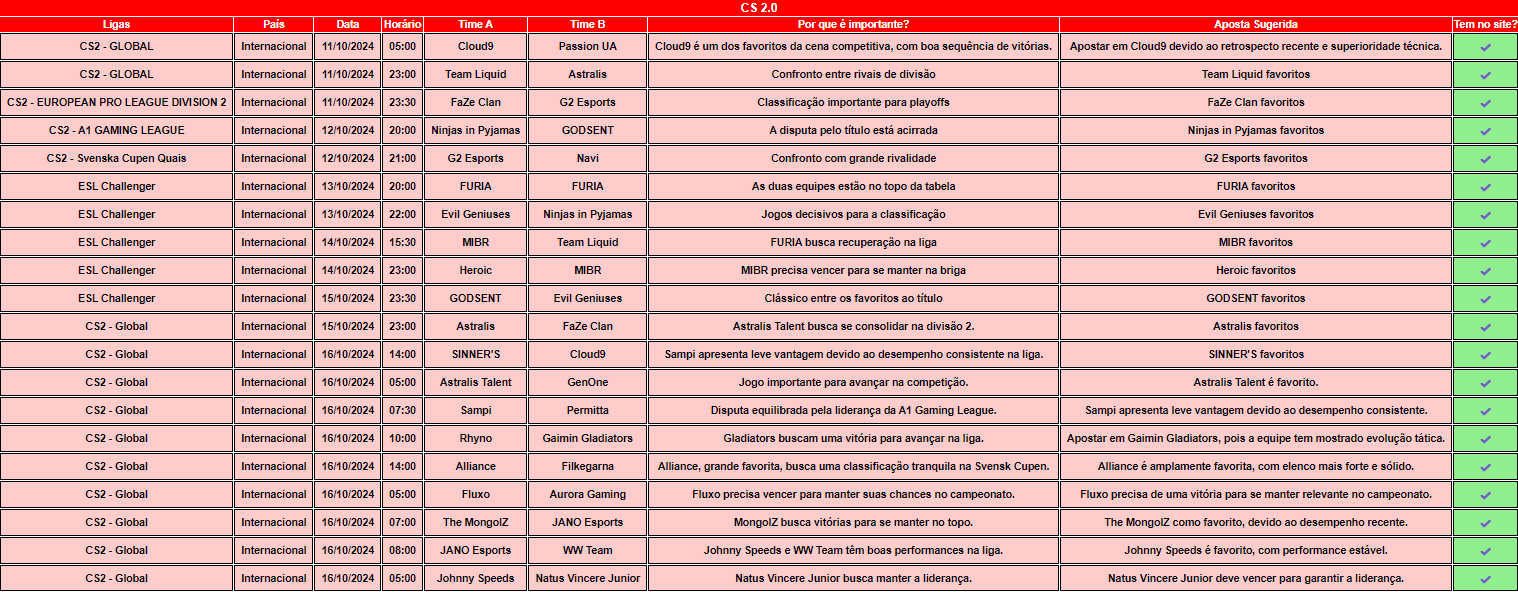 CS 2.0
Ligas País Data Horário Time A Time B Por que é importante? Aposta Sugerida Tem no site?
CS2 - GLOBAL Internacional 11/10/2024 05:00 Cloud9 Passion UA Cloud9 é um dos favoritos da cena competitiva, com boa sequência de vitórias. Apostar em Cloud9 devido ao retrospecto recente e superioridade técnica. ✔
CS2 - GLOBAL Internacional 11/10/2024 23:00 Team Liquid Astralis Confronto entre rivais de divisão Team Liquid favoritos ✔
CS2 - EUROPEAN PRO LEAGUE DIVISION 2 Internacional 11/10/2024 23:30 FaZe Clan G2 Esports Classificação importante para playoffs FaZe Clan favoritos ✔
CS2 - A1 GAMING LEAGUE Internacional 12/10/2024 20:00 Ninjas in Pyjamas GODSENT A disputa pelo título está acirrada Ninjas in Pyjamas favoritos ✔
CS2 - Svenska Cupen Quais Internacional 12/10/2024 21:00 G2 Esports Navi Confronto com grande rivalidade G2 Esports favoritos ✔
ESL Challenger Internacional 13/10/2024 20:00 FURIA FURIA As duas equipes estão no topo da tabela FURIA favoritos ✔
ESL Challenger Internacional 13/10/2024 22:00 Evil Geniuses Ninjas in Pyjamas Jogos decisivos para a classificação Evil Geniuses favoritos ✔
ESL Challenger Internacional 14/10/2024 15:30 MIBR Team Liquid FURIA busca recuperação na liga MIBR favoritos ✔
ESL Challenger Internacional 14/10/2024 23:00 Heroic MIBR MIBR precisa vencer para se manter na briga Heroic favoritos ✔
ESL Challenger Internacional 15/10/2024 23:30 GODSENT Evil Geniuses Clássico entre os favoritos ao título GODSENT favoritos ✔
CS2 - Global Internacional 15/10/2024 23:00 Astralis FaZe Clan Astralis Talent busca se consolidar na divisão 2. Astralis favoritos ✔
CS2 - Global Internacional 16/10/2024 14:00 SINNER'S Cloud9 Sampi apresenta leve vantagem devido ao desempenho consistente na liga. SINNER'S favoritos ✔
CS2 - Global Internacional 16/10/2024 05:00 Astralis Talent GenOne Jogo importante para avançar na competição. Astralis Talent é favorito. ✔
CS2 - Global Internacional 16/10/2024 07:30 Sampi Permitta Disputa equilibrada pela liderança da A1 Gaming League. Sampi apresenta leve vantagem devido ao desempenho consistente. ✔
CS2 - Global Internacional 16/10/2024 10:00 Rhyno Gaimin Gladiators Gladiators buscam uma vitória para avançar na liga. Apostar em Gaimin Gladiators, pois a equipe tem mostrado evolução tática. ✔
CS2 - Global Internacional 16/10/2024 14:00 Alliance Filkegarna Alliance, grande favorita, busca uma classificação tranquila na Svensk Cupen. Alliance é amplamente favorita, com elenco mais forte e sólido. ✔
CS2 - Global Internacional 16/10/2024 05:00 Fluxo Aurora Gaming Fluxo precisa vencer para manter suas chances no campeonato. Fluxo precisa de uma vitória para se manter relevante no campeonato. ✔
CS2 - Global Internacional 16/10/2024 07:00 The MongolZ JANO Esports MongolZ busca vitórias para se manter no topo. The MongolZ como favorito, devido ao desempenho recente. ✔
CS2 - Global Internacional 16/10/2024 08:00 JANO Esports WW Team Johnny Speeds e WW Team têm boas performances na liga. Johnny Speeds é favorito, com performance estável. ✔
CS2 - Global Internacional 16/10/2024 05:00 Johnny Speeds Natus Vincere Junior Natus Vincere Junior busca manter a liderança. Natus Vincere Junior deve vencer para garantir a liderança. ✔